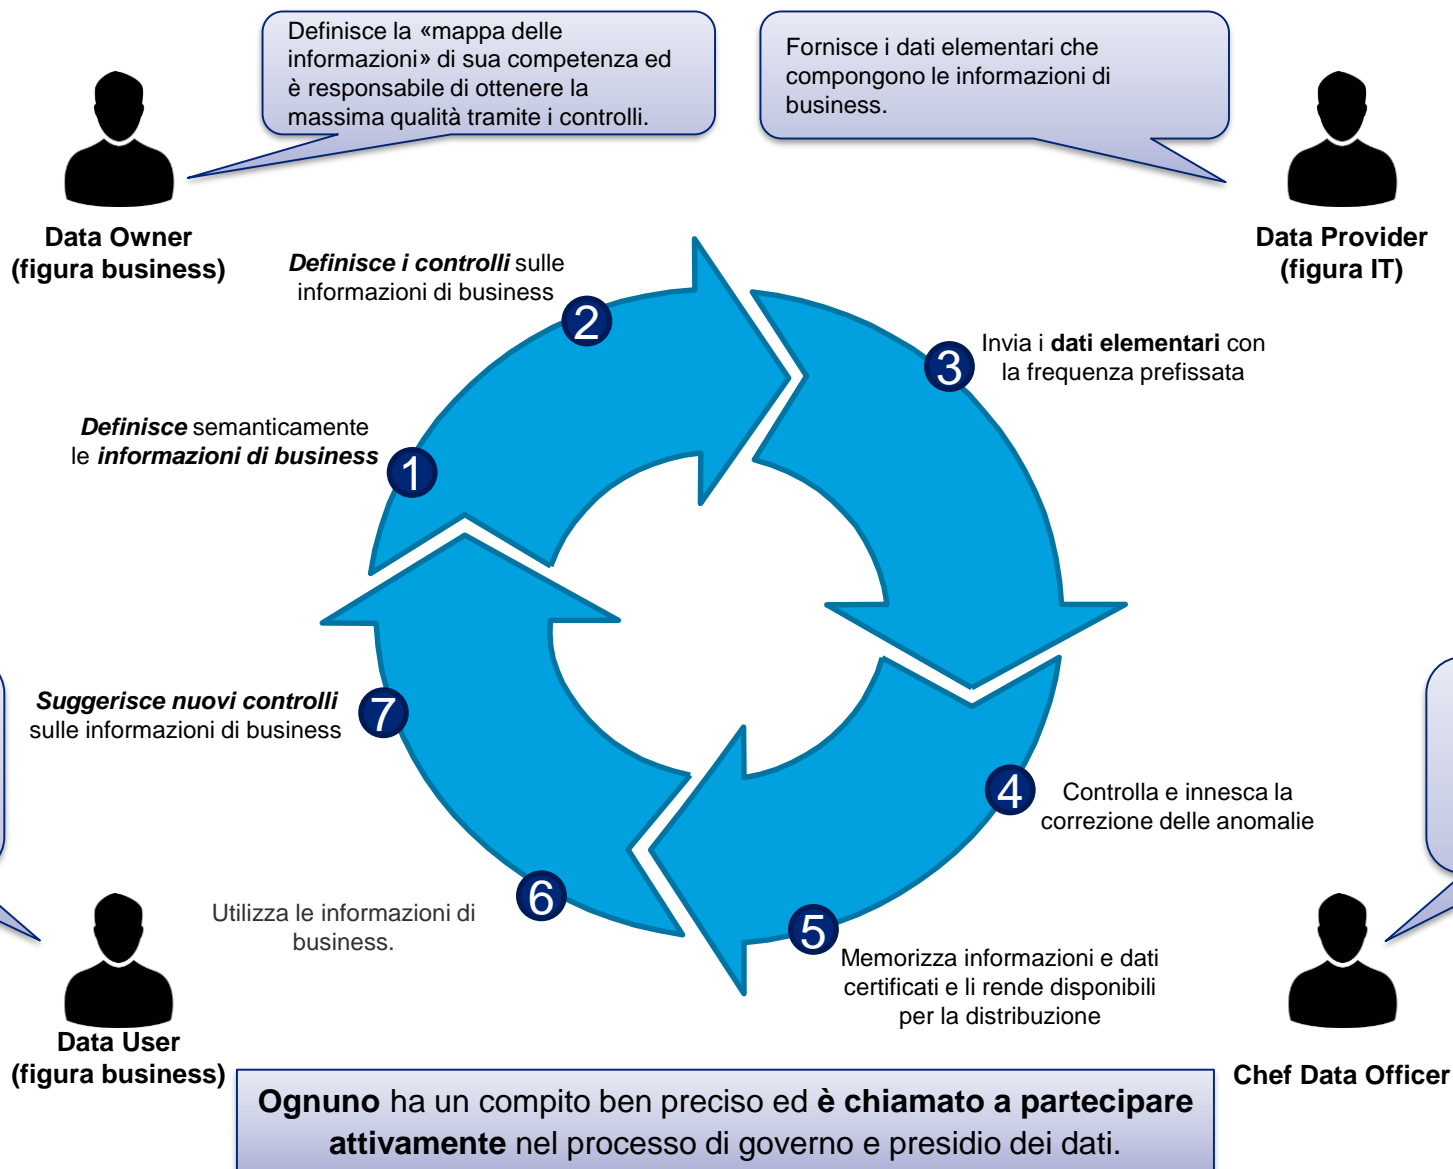 Definisce la «mappa delle
informazioni» di sua competenza ed
è responsabile di ottenere la
massima qualità tramite i controlli.
Fornisce i dati elementari che
compongono le informazioni di
business.
Data Owner
(figura business)
Data Provider
(figura IT)
Definisce i controlli sulle
informazioni di business
2
3
Invia i dati elementari con
la frequenza prefissata
Definisce semanticamente
le informazioni di business
1
Suggerisce nuovi controlli
sulle informazioni di business
7
4
Controlla e innesca la
correzione delle anomalie
Utilizza le informazioni di
business.
6
5
Memorizza informazioni e dati
certificati e li rende disponibili
per la distribuzione
Data User
(figura business)
Chef Data Officer
Ognuno ha un compito ben preciso ed è chiamato a partecipare
attivamente nel processo di governo e presidio dei dati.